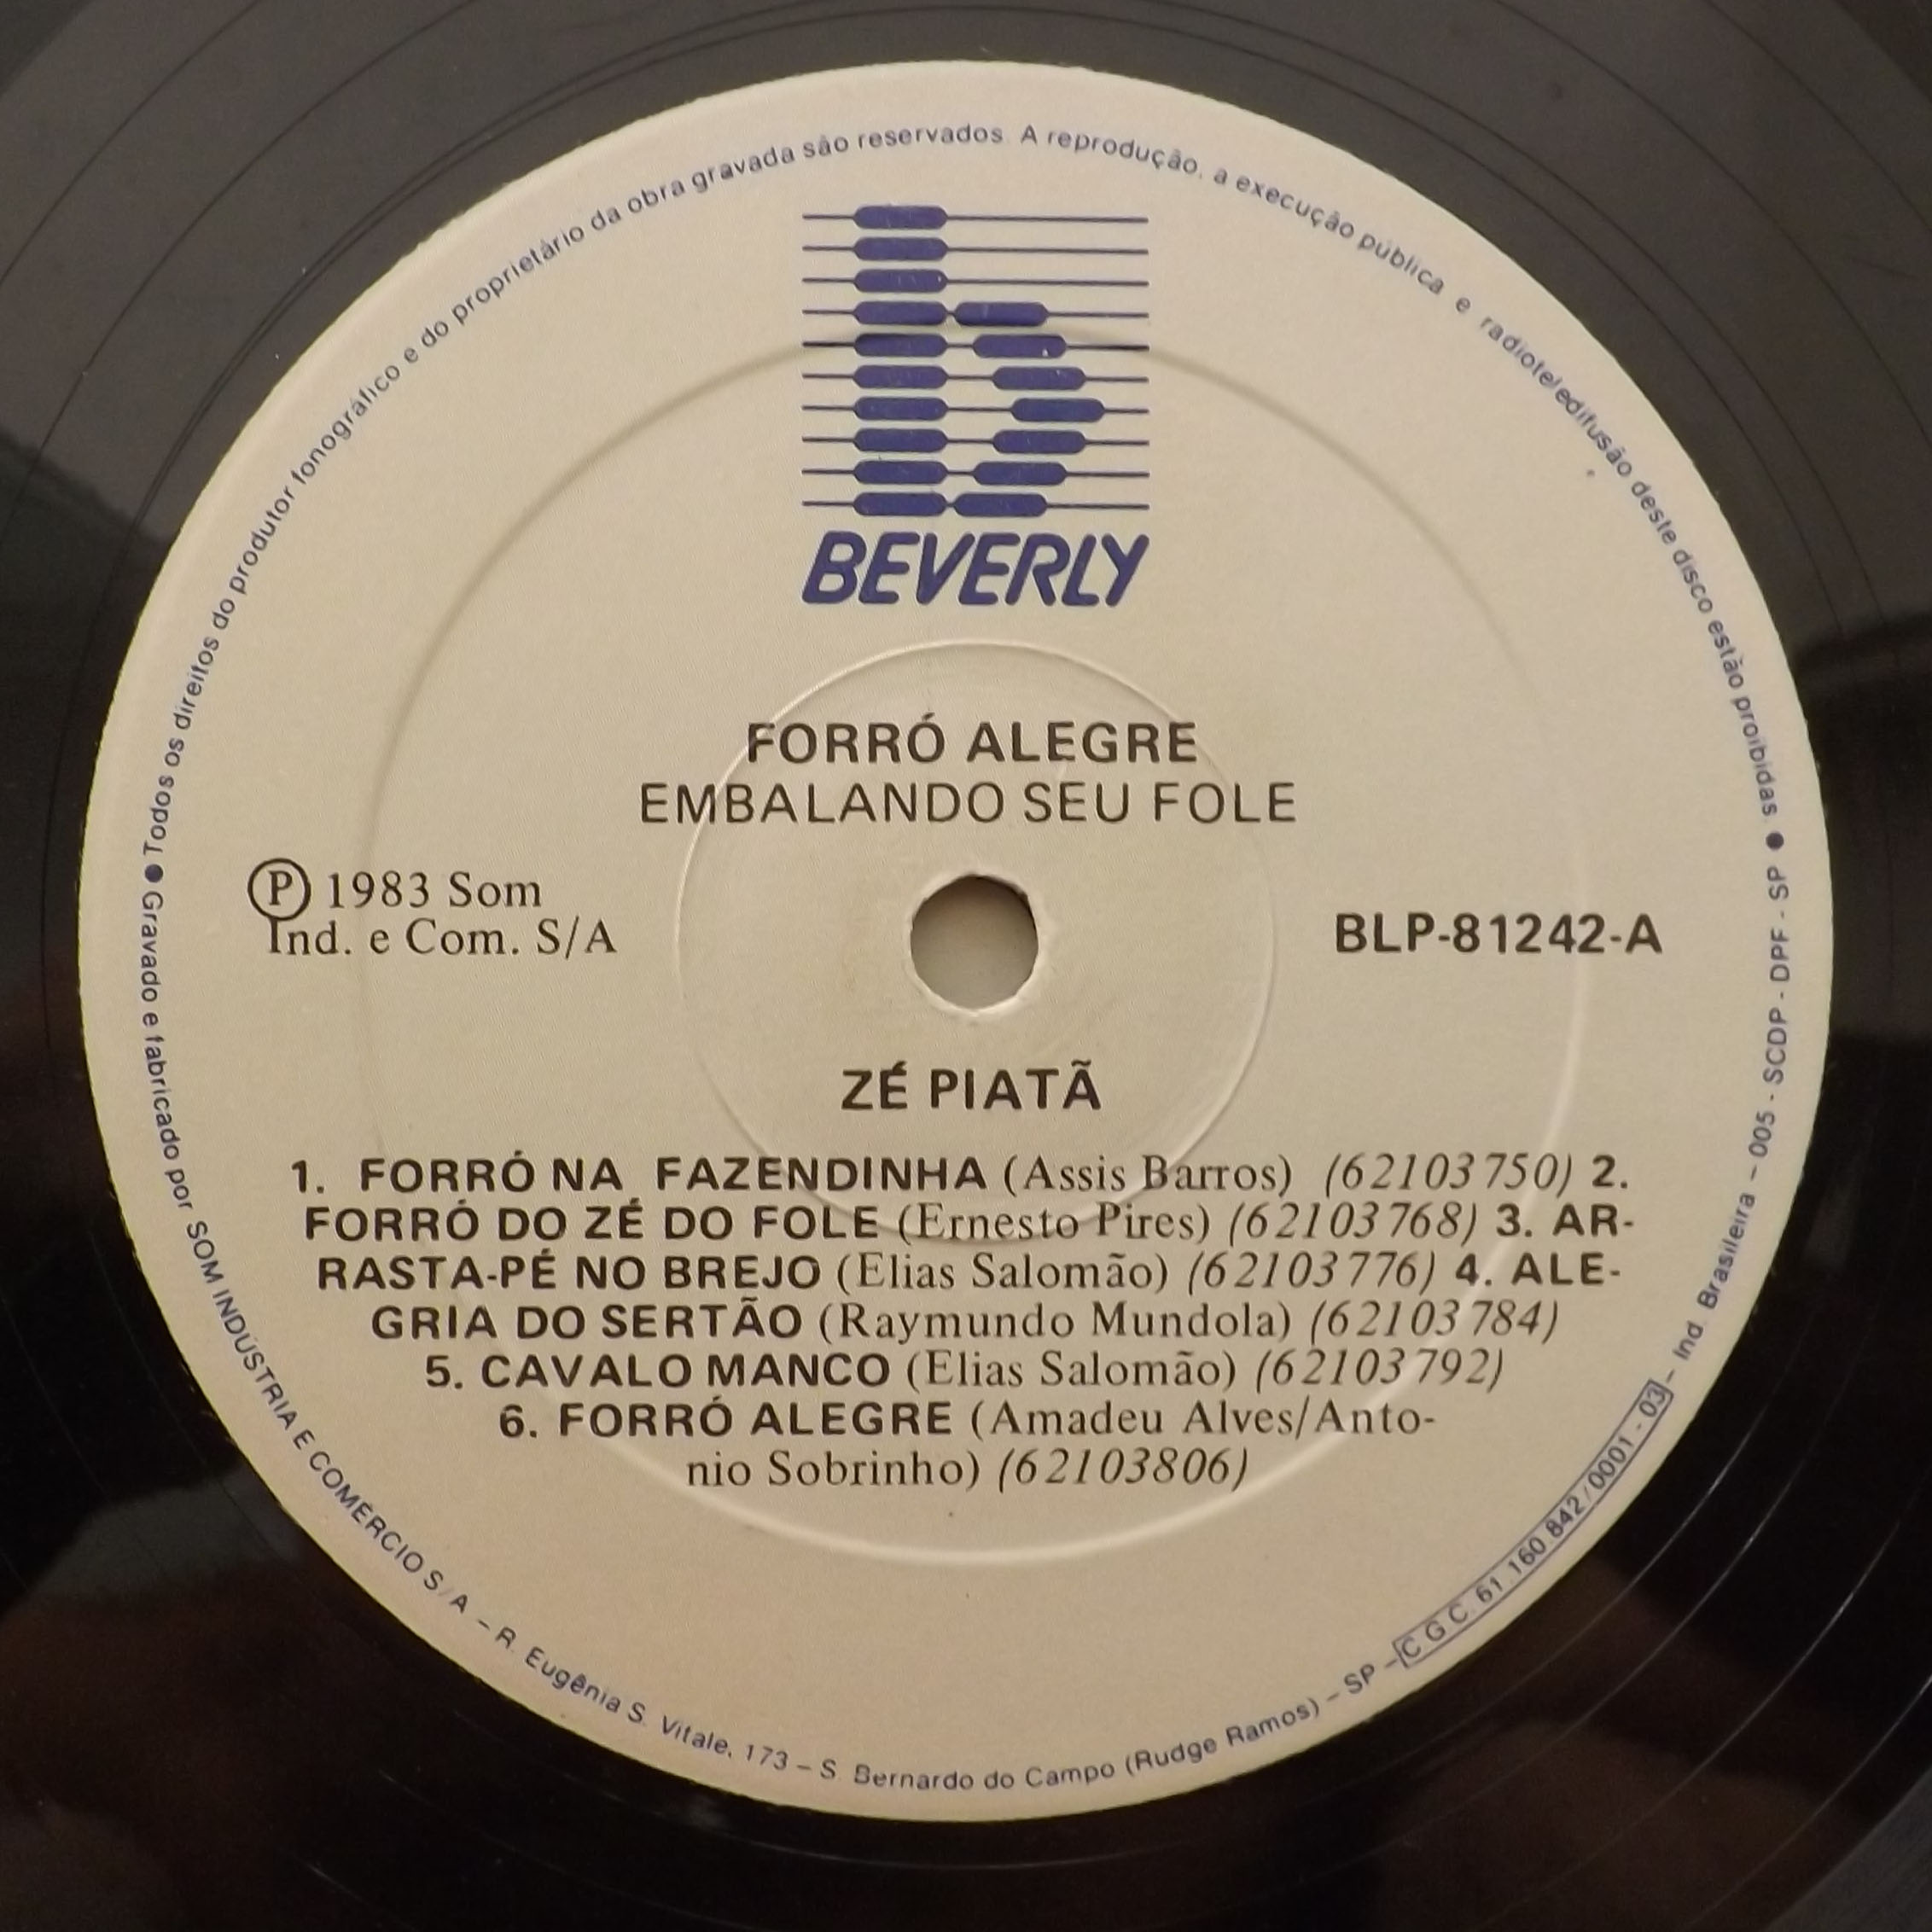 ● Todos os direitos do produtor fonográfico e do proprietário da obra gravada são reservados. A reprodução, a execução pública e radioteledifusão deste disco estão proibidas. ●
BEVERLY
FORRÓ ALEGRE
EMBALANDO SEU FOLE
Ⓟ 1983 Som
Ind. e Com. S/A
BLP-81242-A
ZÉ PIATÃ
1. FORRÓ NA FAZENDINHA (Assis Barros) (62103750) 2.
FORRÓ DO ZÉ DO FOLE (Ernesto Pires) (62103768) 3. AR-
RASTA-PÉ NO BREJO (Elias Salomão) (62103776) 4. ALE-
GRIA DO SERTÃO (Raymundo Mundola) (62103784)
5. CAVALO MANCO (Elias Salomão) (62103792)
6. FORRÓ ALEGRE (Amadeu Alves/Anto-
nio Sobrinho) (62103806)
Gravado e fabricado por SOM INDÚSTRIA E COMÉRCIO S/A – R. Eugênia S. Vitale, 173 – S. Bernardo do Campo (Rudge Ramos) – SP – C.G.C. 61.160.842/0001-03 – Ind. Brasileira – 005 - SCDP - DPF - SP